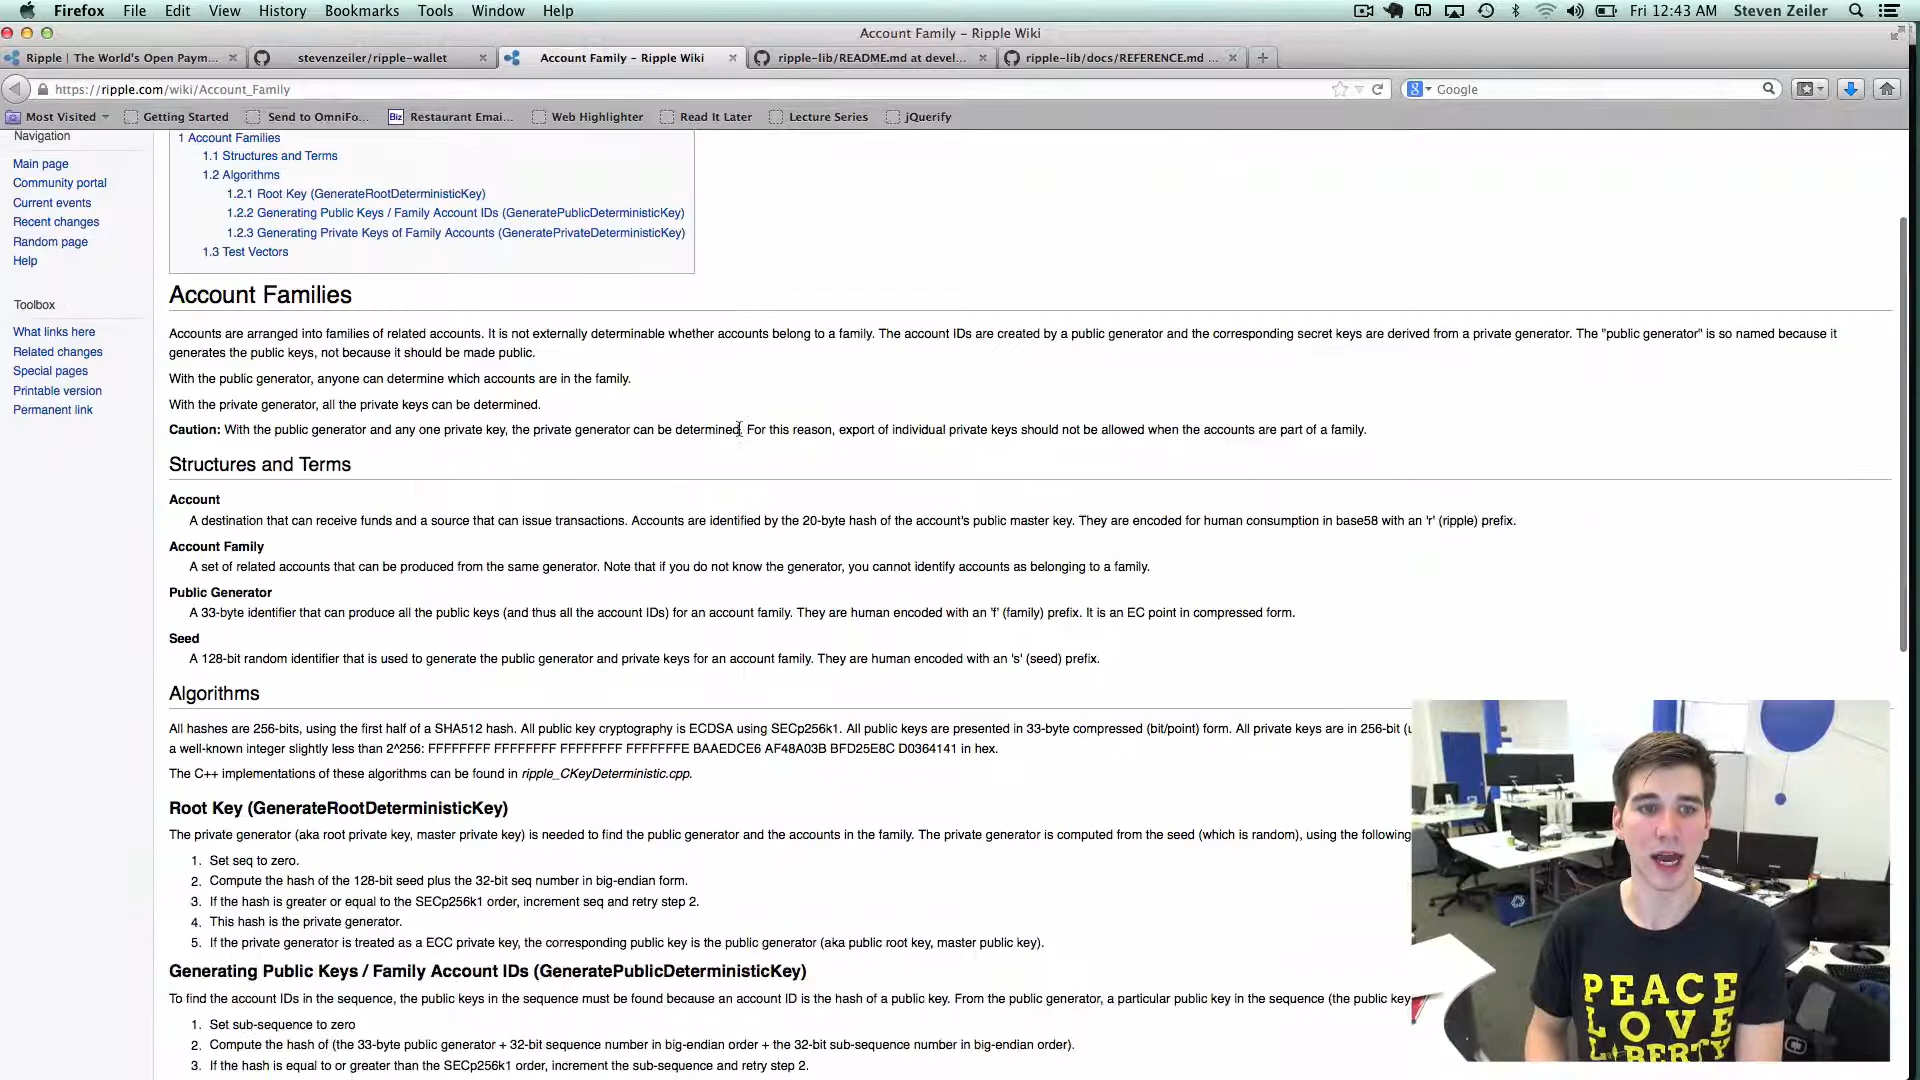 Firefox File Edit View History Bookmarks Tools Window Help Fri 12:43 AM Steven Zeiler
Account Family – Ripple Wiki
Ripple | The World's Open Paym... stevenzeiler/ripple-wallet Account Family – Ripple Wiki ripple-lib/README.md at devel... ripple-lib/docs/REFERENCE.md ...
https://ripple.com/wiki/Account_Family Google
Most Visited Getting Started Send to OmniFo... Biz Restaurant Emai... Web Highlighter Read It Later Lecture Series jQuerify
Navigation
Main page
Community portal
Current events
Recent changes
Random page
Help
Toolbox
What links here
Related changes
Special pages
Printable version
Permanent link
1 Account Families
1.1 Structures and Terms
1.2 Algorithms
1.2.1 Root Key (GenerateRootDeterministicKey)
1.2.2 Generating Public Keys / Family Account IDs (GeneratePublicDeterministicKey)
1.2.3 Generating Private Keys of Family Accounts (GeneratePrivateDeterministicKey)
1.3 Test Vectors
Account Families
Accounts are arranged into families of related accounts. It is not externally determinable whether accounts belong to a family. The account IDs are created by a public generator and the corresponding secret keys are derived from a private generator. The "public generator" is so named because it
generates the public keys, not because it should be made public.
With the public generator, anyone can determine which accounts are in the family.
With the private generator, all the private keys can be determined.
Caution: With the public generator and any one private key, the private generator can be determined. For this reason, export of individual private keys should not be allowed when the accounts are part of a family.
Structures and Terms
Account
A destination that can receive funds and a source that can issue transactions. Accounts are identified by the 20-byte hash of the account's public master key. They are encoded for human consumption in base58 with an 'r' (ripple) prefix.
Account Family
A set of related accounts that can be produced from the same generator. Note that if you do not know the generator, you cannot identify accounts as belonging to a family.
Public Generator
A 33-byte identifier that can produce all the public keys (and thus all the account IDs) for an account family. They are human encoded with an 'f' (family) prefix. It is an EC point in compressed form.
Seed
A 128-bit random identifier that is used to generate the public generator and private keys for an account family. They are human encoded with an 's' (seed) prefix.
Algorithms
All hashes are 256-bits, using the first half of a SHA512 hash. All public key cryptography is ECDSA using SECp256k1. All public keys are presented in 33-byte compressed (bit/point) form. All private keys are in 256-bit (u
a well-known integer slightly less than 2^256: FFFFFFFF FFFFFFFF FFFFFFFF FFFFFFFE BAAEDCE6 AF48A03B BFD25E8C D0364141 in hex.
The C++ implementations of these algorithms can be found in ripple_CKeyDeterministic.cpp.
Root Key (GenerateRootDeterministicKey)
The private generator (aka root private key, master private key) is needed to find the public generator and the accounts in the family. The private generator is computed from the seed (which is random), using the following
1. Set seq to zero.
2. Compute the hash of the 128-bit seed plus the 32-bit seq number in big-endian form.
3. If the hash is greater or equal to the SECp256k1 order, increment seq and retry step 2.
4. This hash is the private generator.
5. If the private generator is treated as a ECC private key, the corresponding public key is the public generator (aka public root key, master public key).
Generating Public Keys / Family Account IDs (GeneratePublicDeterministicKey)
To find the account IDs in the sequence, the public keys in the sequence must be found because an account ID is the hash of a public key. From the public generator, a particular public key in the sequence (the public key
1. Set sub-sequence to zero
2. Compute the hash of (the 33-byte public generator + 32-bit sequence number in big-endian order + the 32-bit sub-sequence number in big-endian order).
3. If the hash is equal to or greater than the SECp256k1 order, increment the sub-sequence and retry step 2.
PEACE
LOVE
LIBERTY